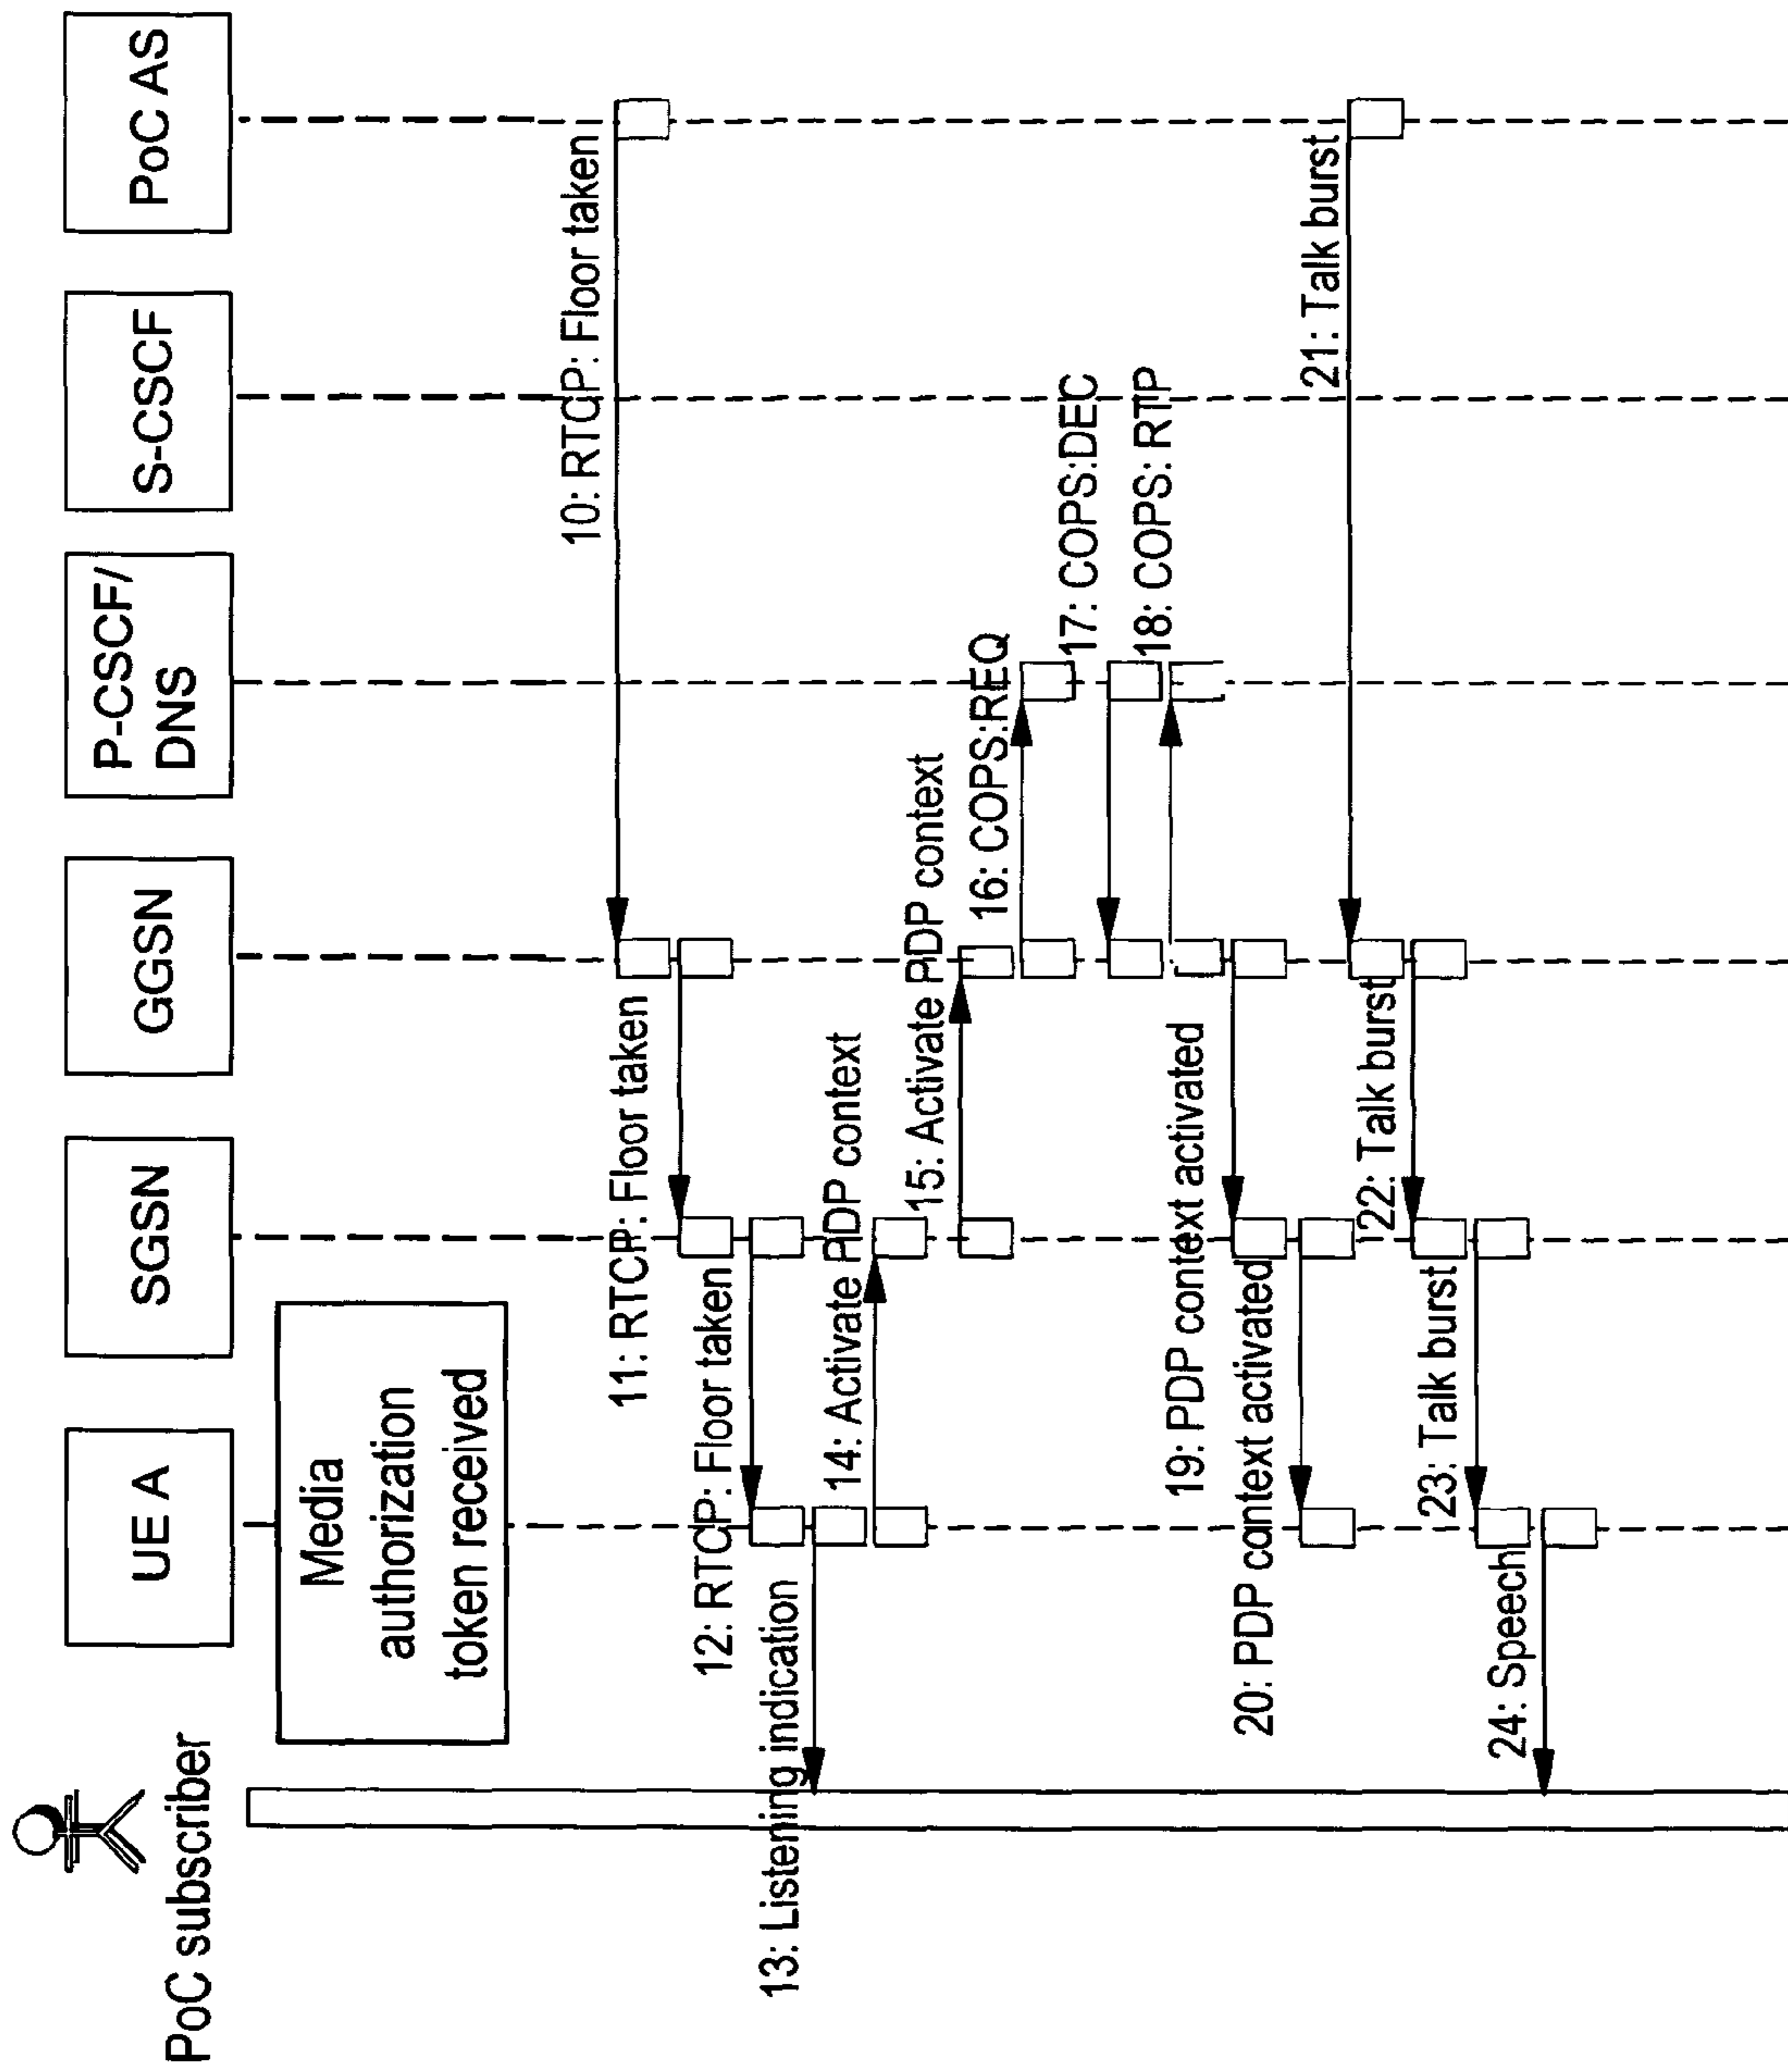 PoC subscriber
UE A
SGSN
GGSN
P-CSCF/
DNS
S-CSCF
PoC AS
Media
authorization
token received
10: RTCP: Floor taken
11: RTCP: Floor taken
12: RTCP: Floor taken
13: Listening indication
14: Activate PDP context
15: Activate PDP context
16: COPS:REQ
17: COPS:DEC
18: COPS: RTP
19: PDP context activated
20: PDP context activated
21: Talk burst
22: Talk burst
23: Talk burst
24: Speech